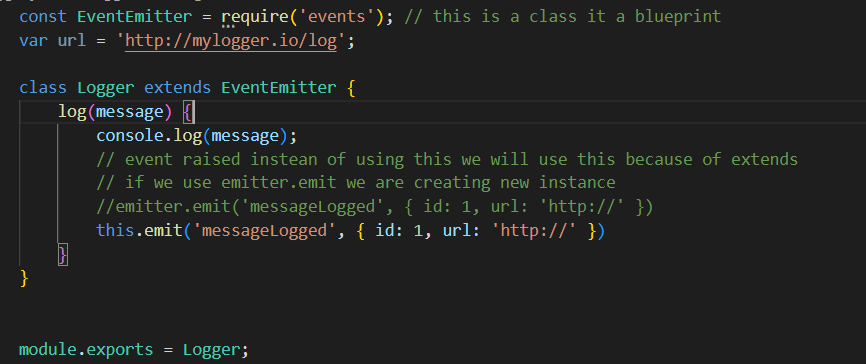 const EventEmitter = require('events'); // this is a class it a blueprint
var url = 'http://mylogger.io/log';
class Logger extends EventEmitter {
log(message) {
console.log(message);
// event raised instean of using this we will use this because of extends
// if we use emitter.emit we are creating new instance
//emitter.emit('messageLogged', { id: 1, url: 'http://' })
this.emit('messageLogged', { id: 1, url: 'http://' })
}
}
module.exports = Logger;